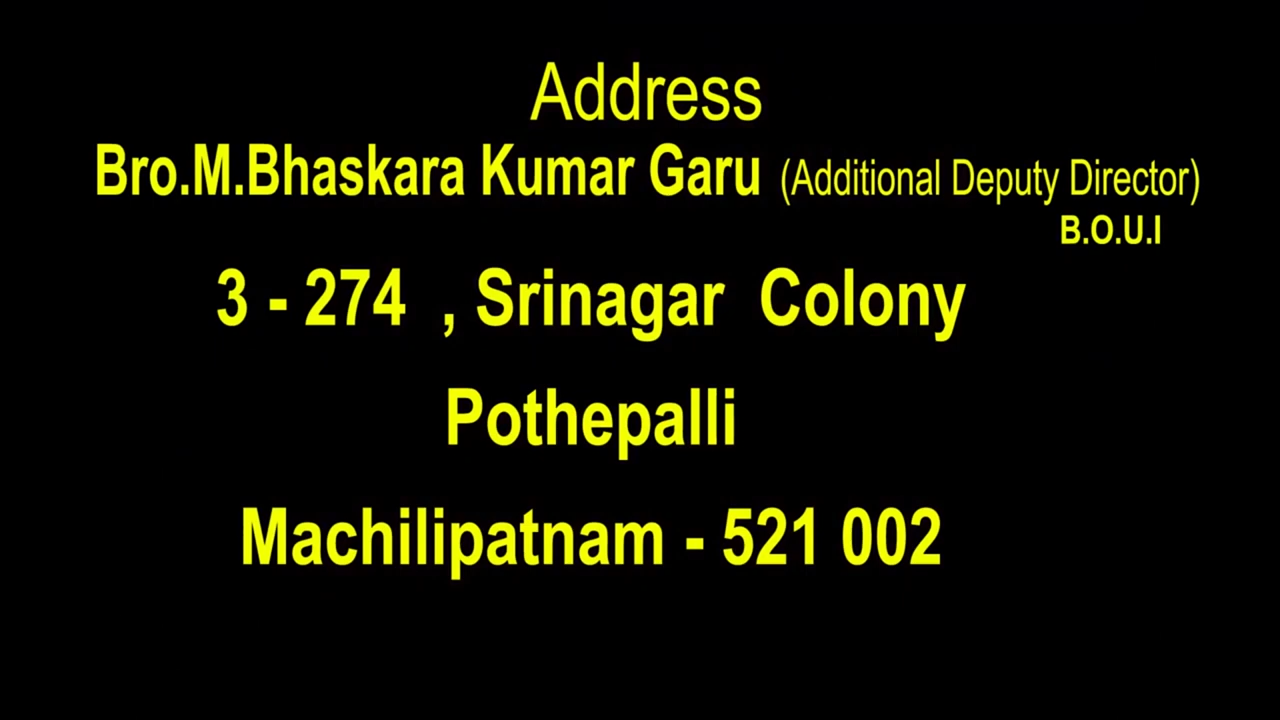 Address
Bro.M.Bhaskara Kumar Garu (Additional Deputy Director)
B.O.U.I
3 - 274 , Srinagar Colony
Pothepalli
Machilipatnam - 521 002